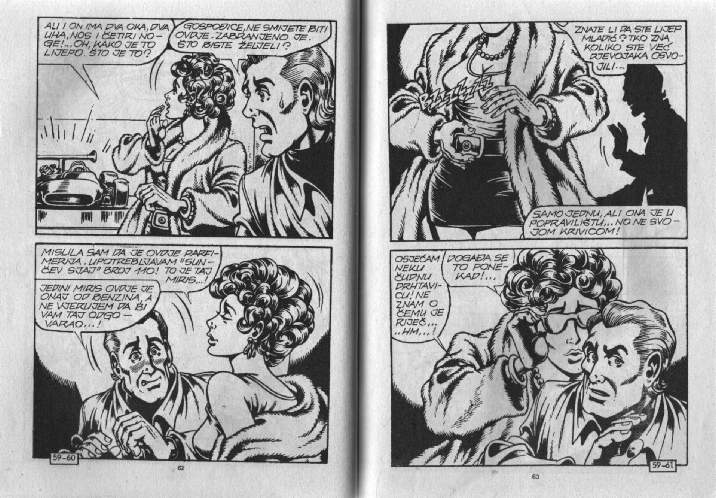 ALI I ON IMA DVA OKA, DVA
UHA, NOS I ČETIRI NO-
GE!...OH, KAKO JE TO
LIJEPO. ŠTO JE TO?
GOSPOĐICE, NE SMIJETE BITI
OVDJE. ZABRANJENO JE.
ŠTO BISTE ŽELJELI?
MISLILA SAM DA JE OVDJE PARFI-
MERIJA. UPOTREBLJAVAM "SUN-
ČEV SJAJ" BROJ 110! TO JE TAJ
MIRIS...!
JEDINI MIRIS OVDJE JE
ONAJ OD BENZINA, A
NE VJERUJEM DA BI
VAM TAJ ODGO-
VARAO...!
59-60
62
ZNATE LI DA STE LIJEP
MLADIĆ? TKO ZNA
KOLIKO STE VEĆ
DJEVOJAKA OSVO-
JILI...
SAMO JEDNU, ALI ONA JE U
POPRAVILIŠTU... NO NE SVO-
JOM KRIVICOM!
OSJEĆAM
NEKU
ČUDNU
DRHTAVI-
CU! NE
ZNAM O
ČEMU JE
RIJEČ...
..HM...!
DOGAĐA SE
TO PONE-
KAD!...
59-61
63